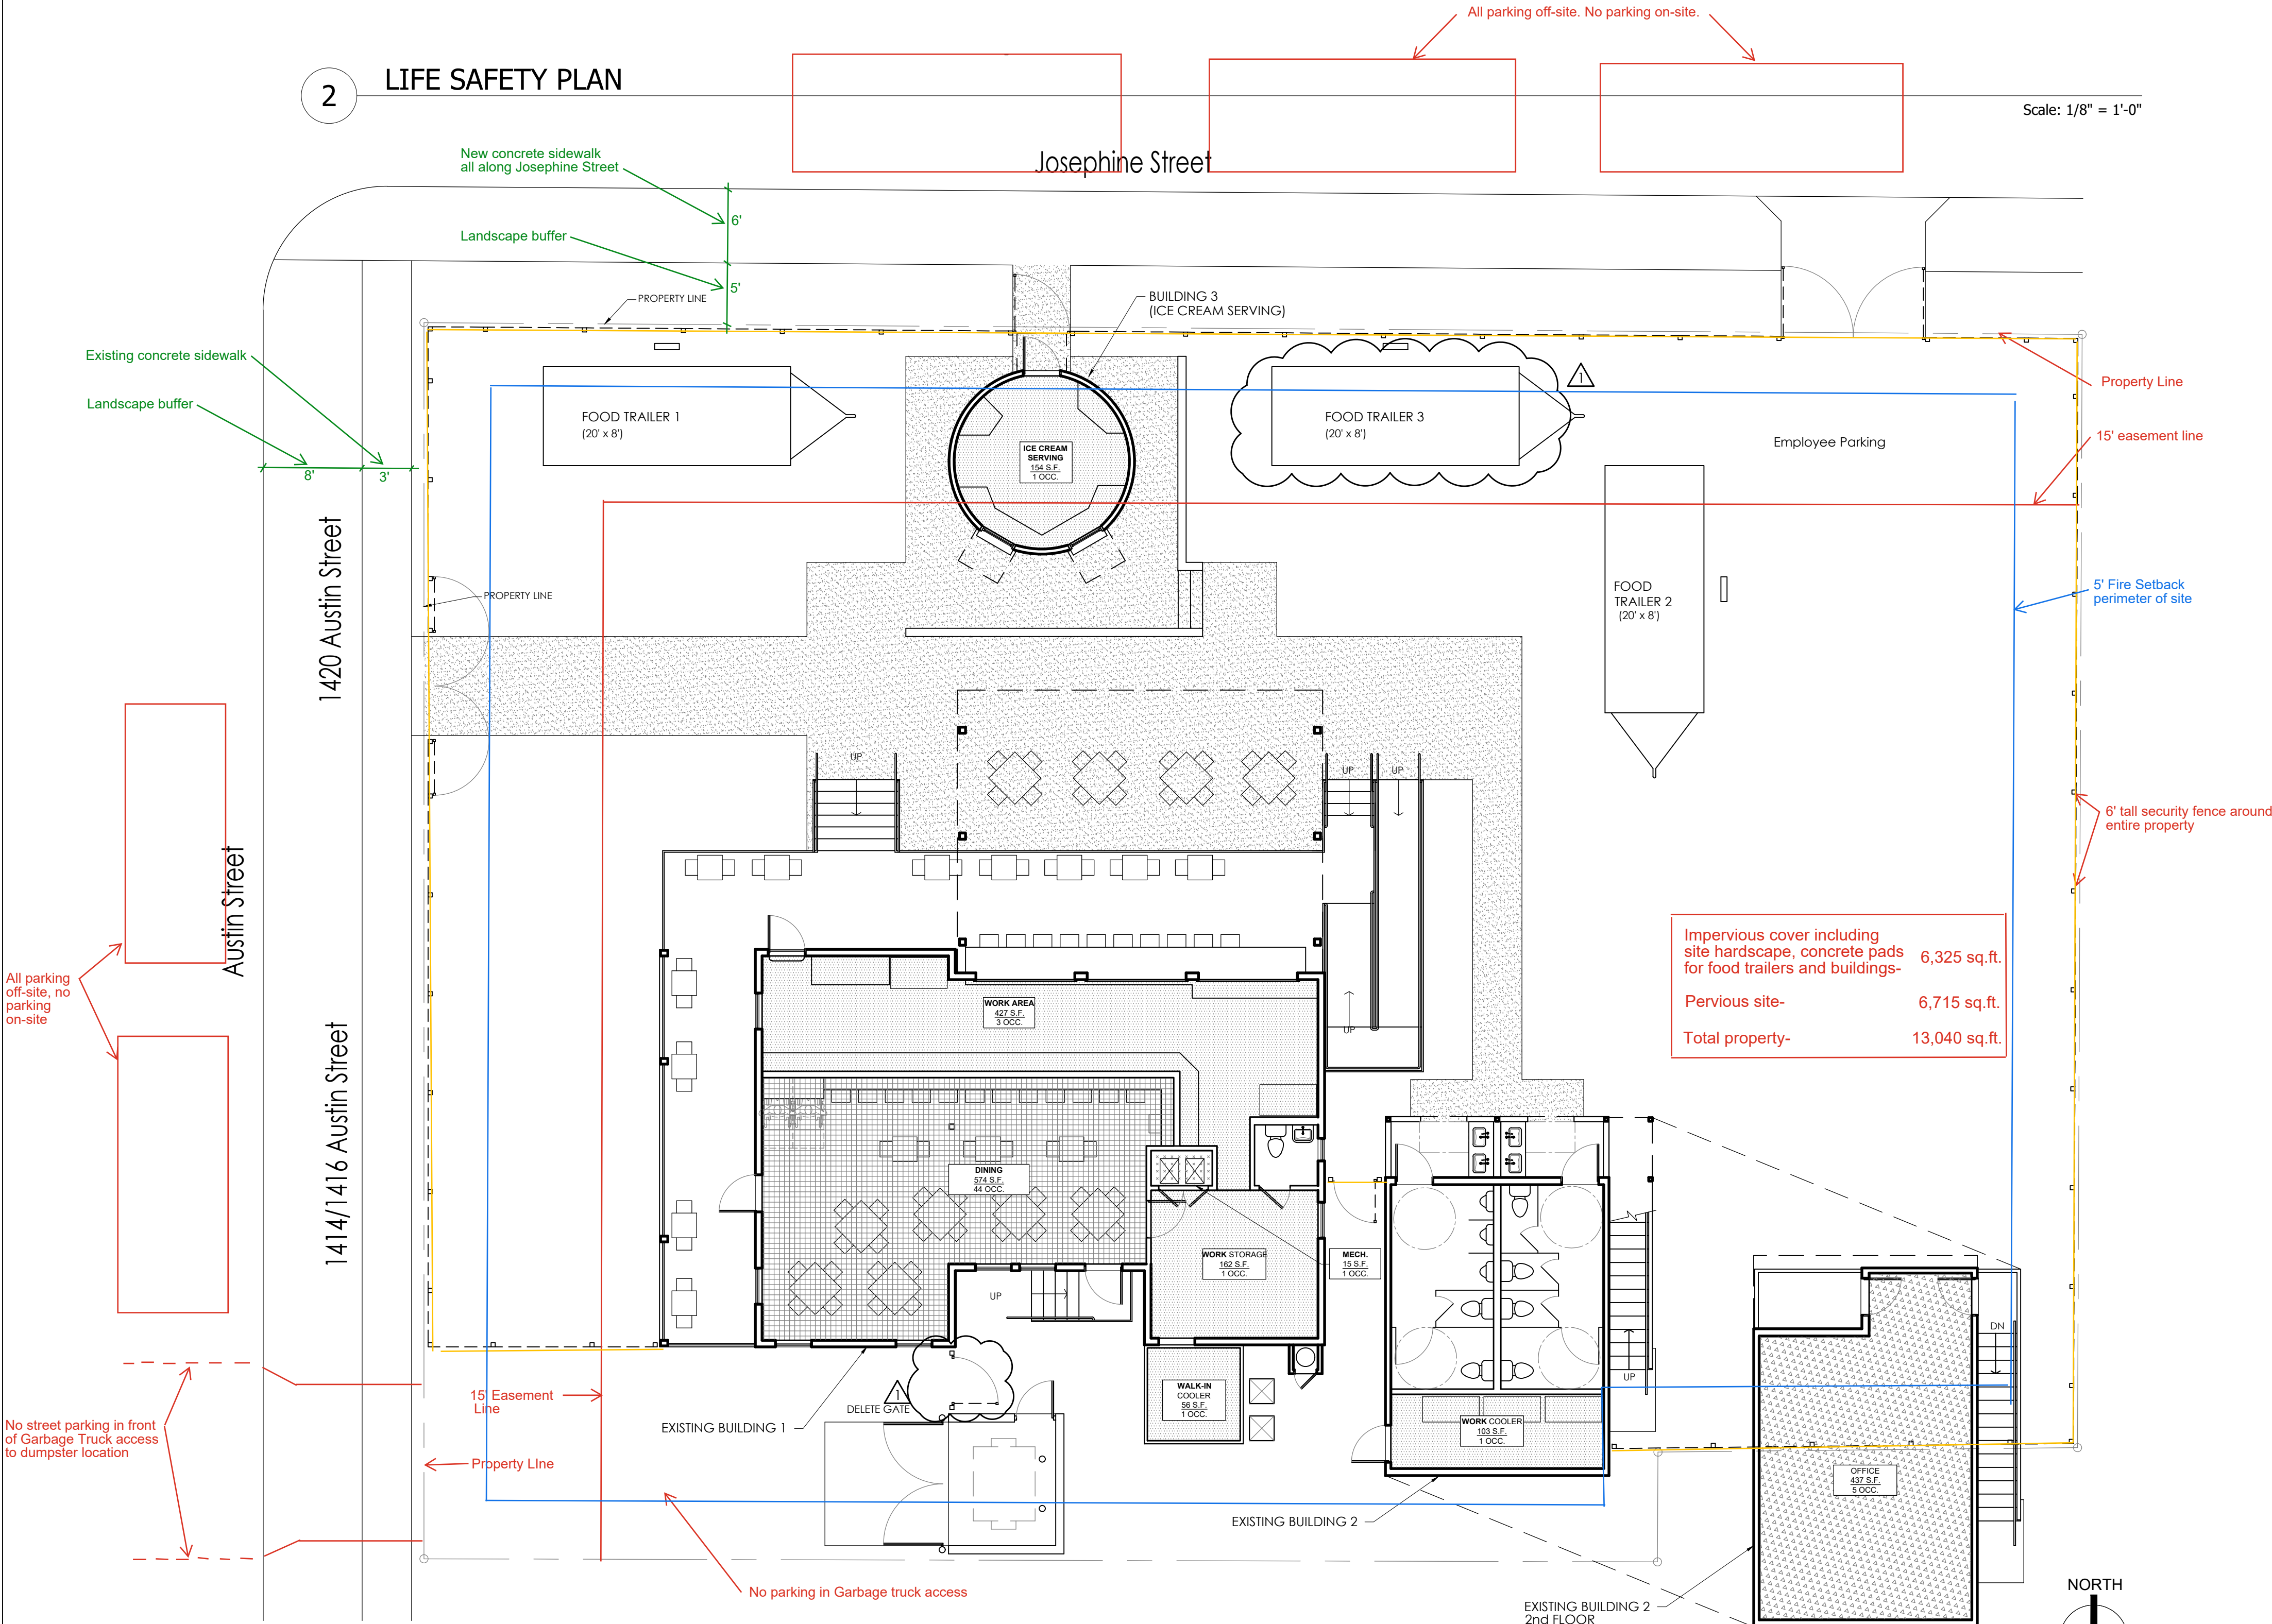 All parking off-site. No parking on-site.
2
LIFE SAFETY PLAN
Scale: 1/8" = 1'-0"
Josephine Street
New concrete sidewalk
all along Josephine Street
6'
Landscape buffer
5'
PROPERTY LINE
BUILDING 3
(ICE CREAM SERVING)
Existing concrete sidewalk
Landscape buffer
8'
3'
FOOD TRAILER 1
(20' x 8')
ICE CREAM
SERVING
154 S.F.
1 OCC.
FOOD TRAILER 3
(20' x 8')
1
Employee Parking
Property Line
15' easement line
1420 Austin Street
PROPERTY LINE
FOOD
TRAILER 2
(20' x 8')
5' Fire Setback
perimeter of site
UP
UP
UP
6' tall security fence around
entire property
Austin Street
All parking
off-site, no
parking
on-site
Impervious cover including
site hardscape, concrete pads
for food trailers and buildings- 6,325 sq.ft.
Pervious site- 6,715 sq.ft.
Total property- 13,040 sq.ft.
WORK AREA
427 S.F.
3 OCC.
UP
1414/1416 Austin Street
DINING
574 S.F.
44 OCC.
WORK STORAGE
162 S.F.
1 OCC.
MECH.
15 S.F.
1 OCC.
UP
DN
UP
15' Easement
Line
1
DELETE GATE
WALK-IN
COOLER
56 S.F.
1 OCC.
WORK COOLER
103 S.F.
1 OCC.
EXISTING BUILDING 1
No street parking in front
of Garbage Truck access
to dumpster location
Property LIne
OFFICE
437 S.F.
5 OCC.
EXISTING BUILDING 2
No parking in Garbage truck access
EXISTING BUILDING 2
2nd FLOOR
NORTH